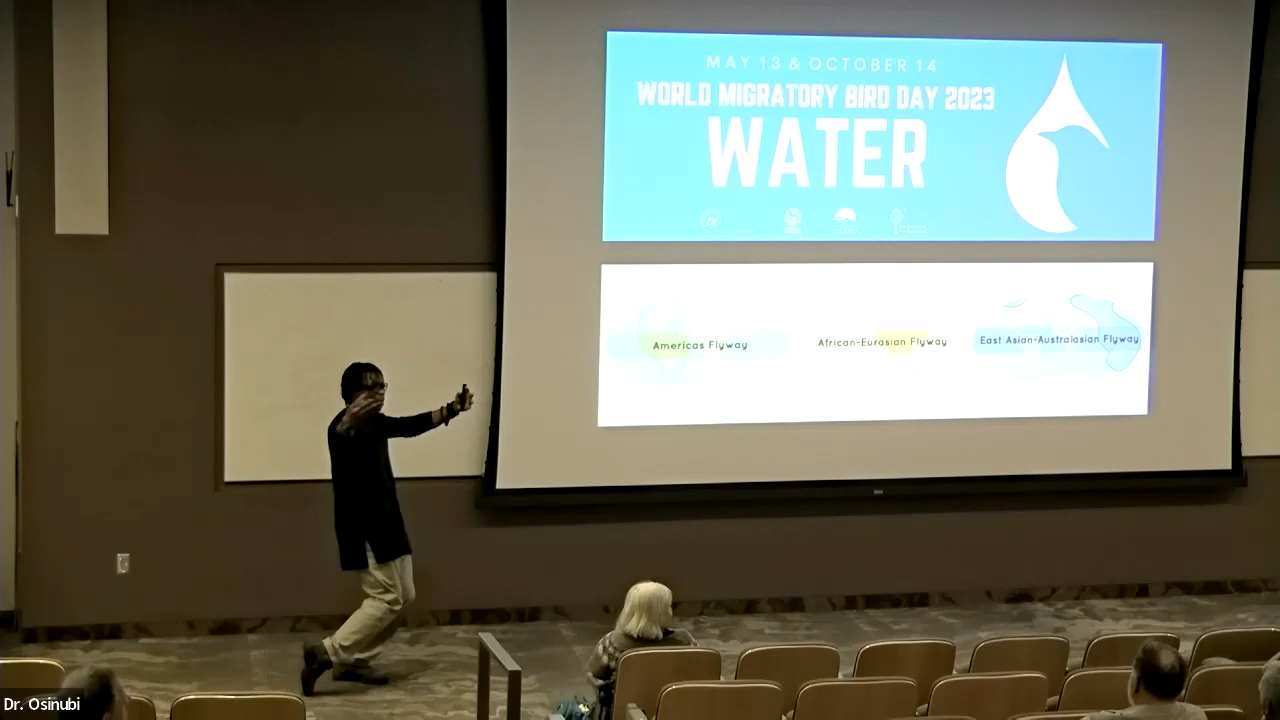 MAY 13 & OCTOBER 14
WORLD MIGRATORY BIRD DAY 2023
WATER
Americas Flyway
African-Eurasian Flyway
East Asian-Australasian Flyway
Dr. Osinubi